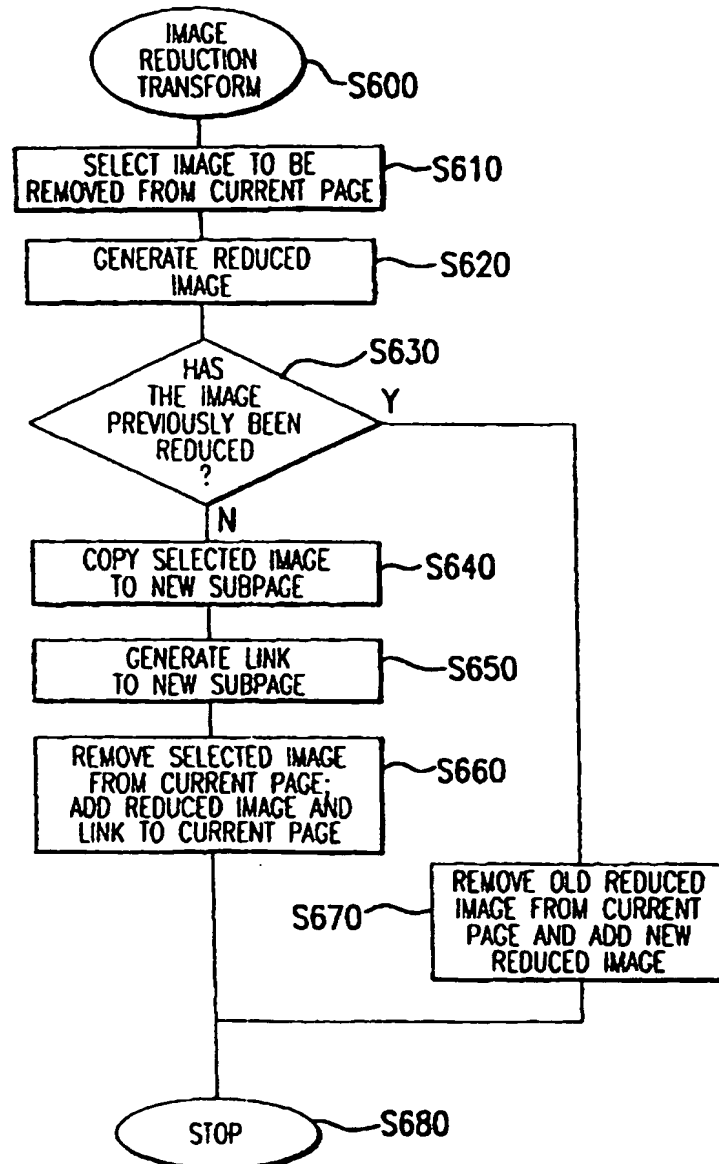 IMAGE
REDUCTION
TRANSFORM
S600
SELECT IMAGE TO BE
REMOVED FROM CURRENT PAGE
S610
GENERATE REDUCED
IMAGE
S620
HAS
THE IMAGE
PREVIOUSLY BEEN
REDUCED
?
S630
Y
N
COPY SELECTED IMAGE
TO NEW SUBPAGE
S640
GENERATE LINK
TO NEW SUBPAGE
S650
REMOVE SELECTED IMAGE
FROM CURRENT PAGE;
ADD REDUCED IMAGE AND
LINK TO CURRENT PAGE
S660
REMOVE OLD REDUCED
IMAGE FROM CURRENT
PAGE AND ADD NEW
REDUCED IMAGE
S670
STOP
S680